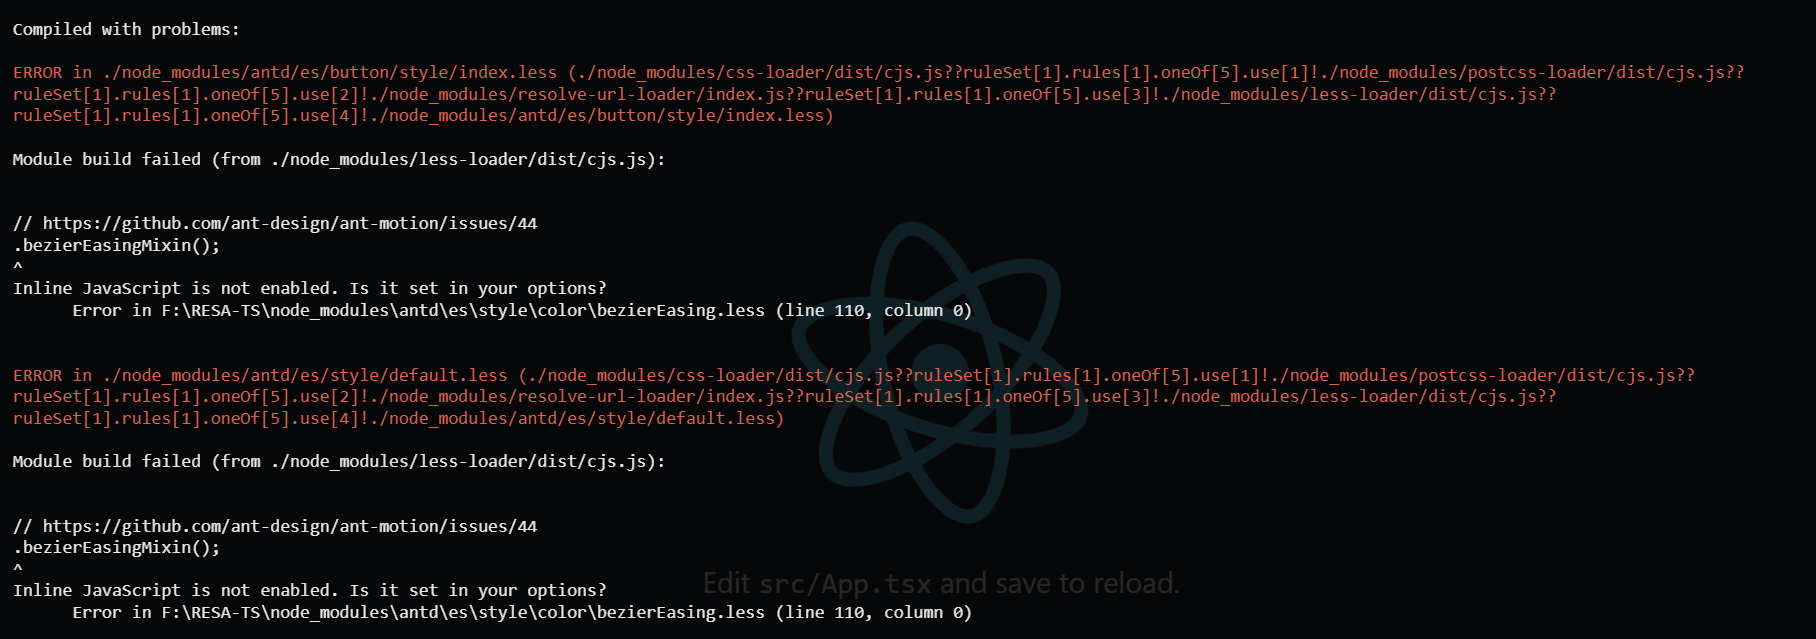 Compiled with problems:
ERROR in ./node_modules/antd/es/button/style/index.less (./node_modules/css-loader/dist/cjs.js??ruleSet[1].rules[1].oneOf[5].use[1]!./node_modules/postcss-loader/dist/cjs.js??
ruleSet[1].rules[1].oneOf[5].use[2]!./node_modules/resolve-url-loader/index.js??ruleSet[1].rules[1].oneOf[5].use[3]!./node_modules/less-loader/dist/cjs.js??
ruleSet[1].rules[1].oneOf[5].use[4]!./node_modules/antd/es/button/style/index.less)
Module build failed (from ./node_modules/less-loader/dist/cjs.js):
// https://github.com/ant-design/ant-motion/issues/44
.bezierEasingMixin();
^
Inline JavaScript is not enabled. Is it set in your options?
Error in F:\RESA-TS\node_modules\antd\es\style\color\bezierEasing.less (line 110, column 0)
ERROR in ./node_modules/antd/es/style/default.less (./node_modules/css-loader/dist/cjs.js??ruleSet[1].rules[1].oneOf[5].use[1]!./node_modules/postcss-loader/dist/cjs.js??
ruleSet[1].rules[1].oneOf[5].use[2]!./node_modules/resolve-url-loader/index.js??ruleSet[1].rules[1].oneOf[5].use[3]!./node_modules/less-loader/dist/cjs.js??
ruleSet[1].rules[1].oneOf[5].use[4]!./node_modules/antd/es/style/default.less)
Module build failed (from ./node_modules/less-loader/dist/cjs.js):
// https://github.com/ant-design/ant-motion/issues/44
.bezierEasingMixin();
^
Edit src/App.tsx and save to reload.
Inline JavaScript is not enabled. Is it set in your options?
Error in F:\RESA-TS\node_modules\antd\es\style\color\bezierEasing.less (line 110, column 0)